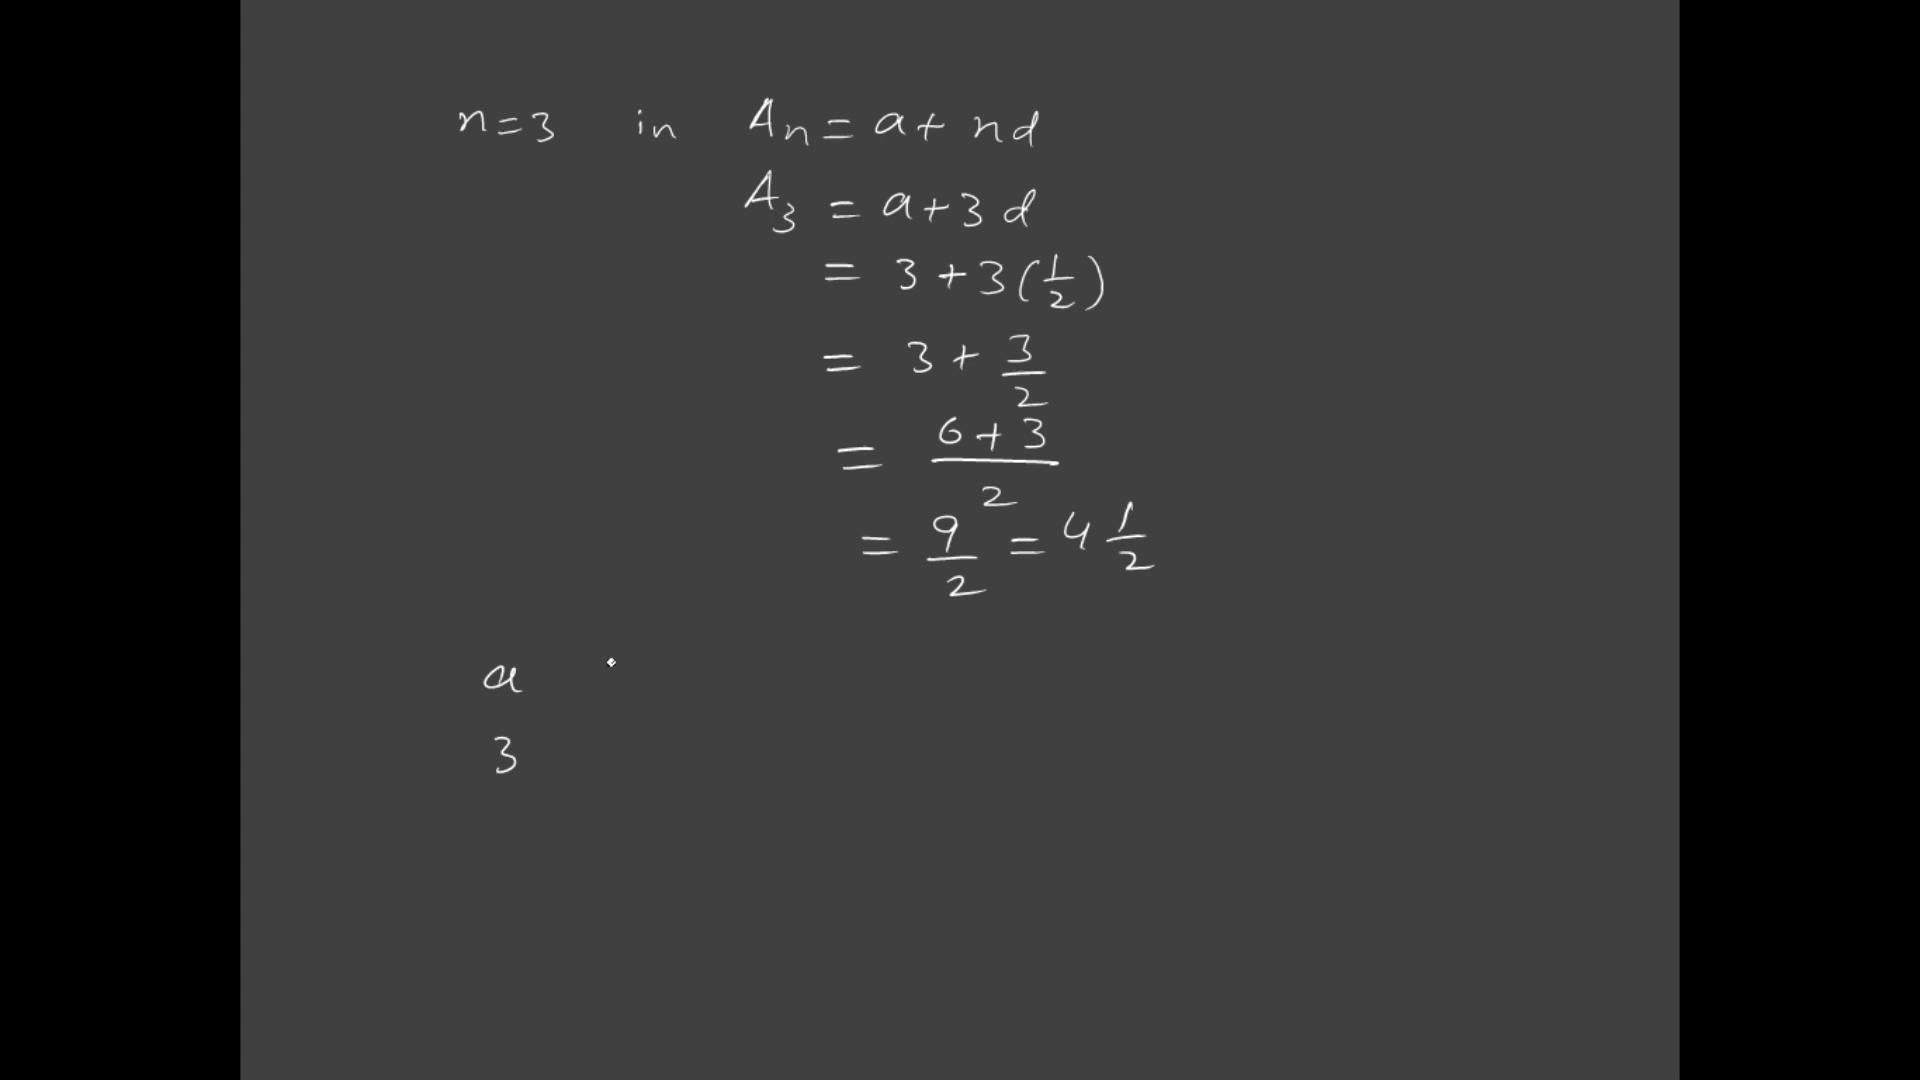 n=3 in Aₙ = a + nd
A₃ = a+3d
= 3+3(1/2)
= 3 + 3/2
= (6+3)/2
= 9/2 = 4 1/2
a
3